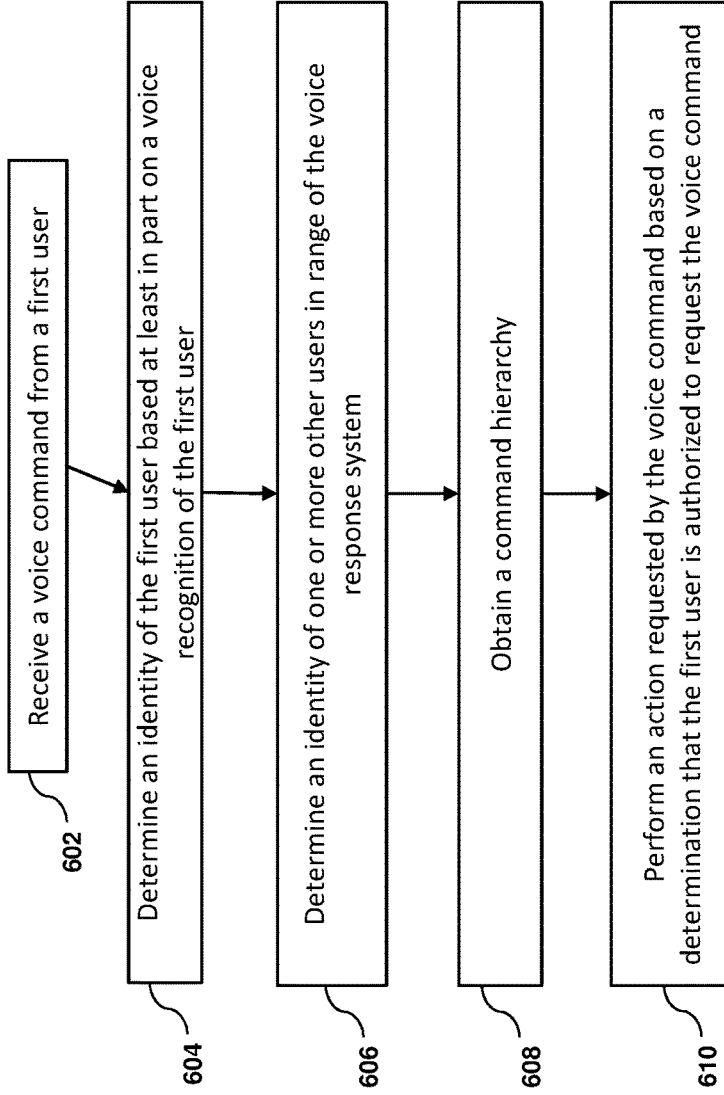 Receive a voice command from a first user
602
Determine an identity of the first user based at least in part on a voice
recognition of the first user
604
Determine an identity of one or more other users in range of the voice
response system
606
Obtain a command hierarchy
608
Perform an action requested by the voice command based on a
determination that the first user is authorized to request the voice command
610